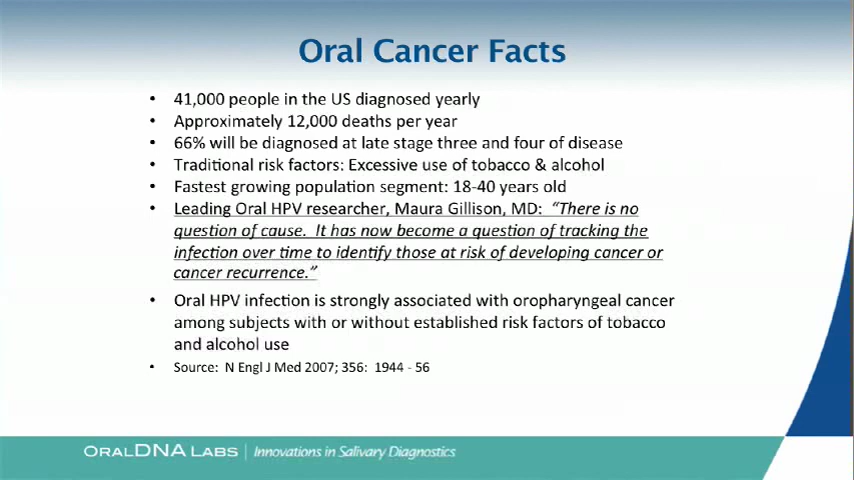 Oral Cancer Facts
• 41,000 people in the US diagnosed yearly
• Approximately 12,000 deaths per year
• 66% will be diagnosed at late stage three and four of disease
• Traditional risk factors: Excessive use of tobacco & alcohol
• Fastest growing population segment: 18-40 years old
• Leading Oral HPV researcher, Maura Gillison, MD: “There is no
question of cause. It has now become a question of tracking the
infection over time to identify those at risk of developing cancer or
cancer recurrence.”
• Oral HPV infection is strongly associated with oropharyngeal cancer
among subjects with or without established risk factors of tobacco
and alcohol use
• Source: N Engl J Med 2007; 356: 1944 - 56
ORALDNA LABS | Innovations in Salivary Diagnostics